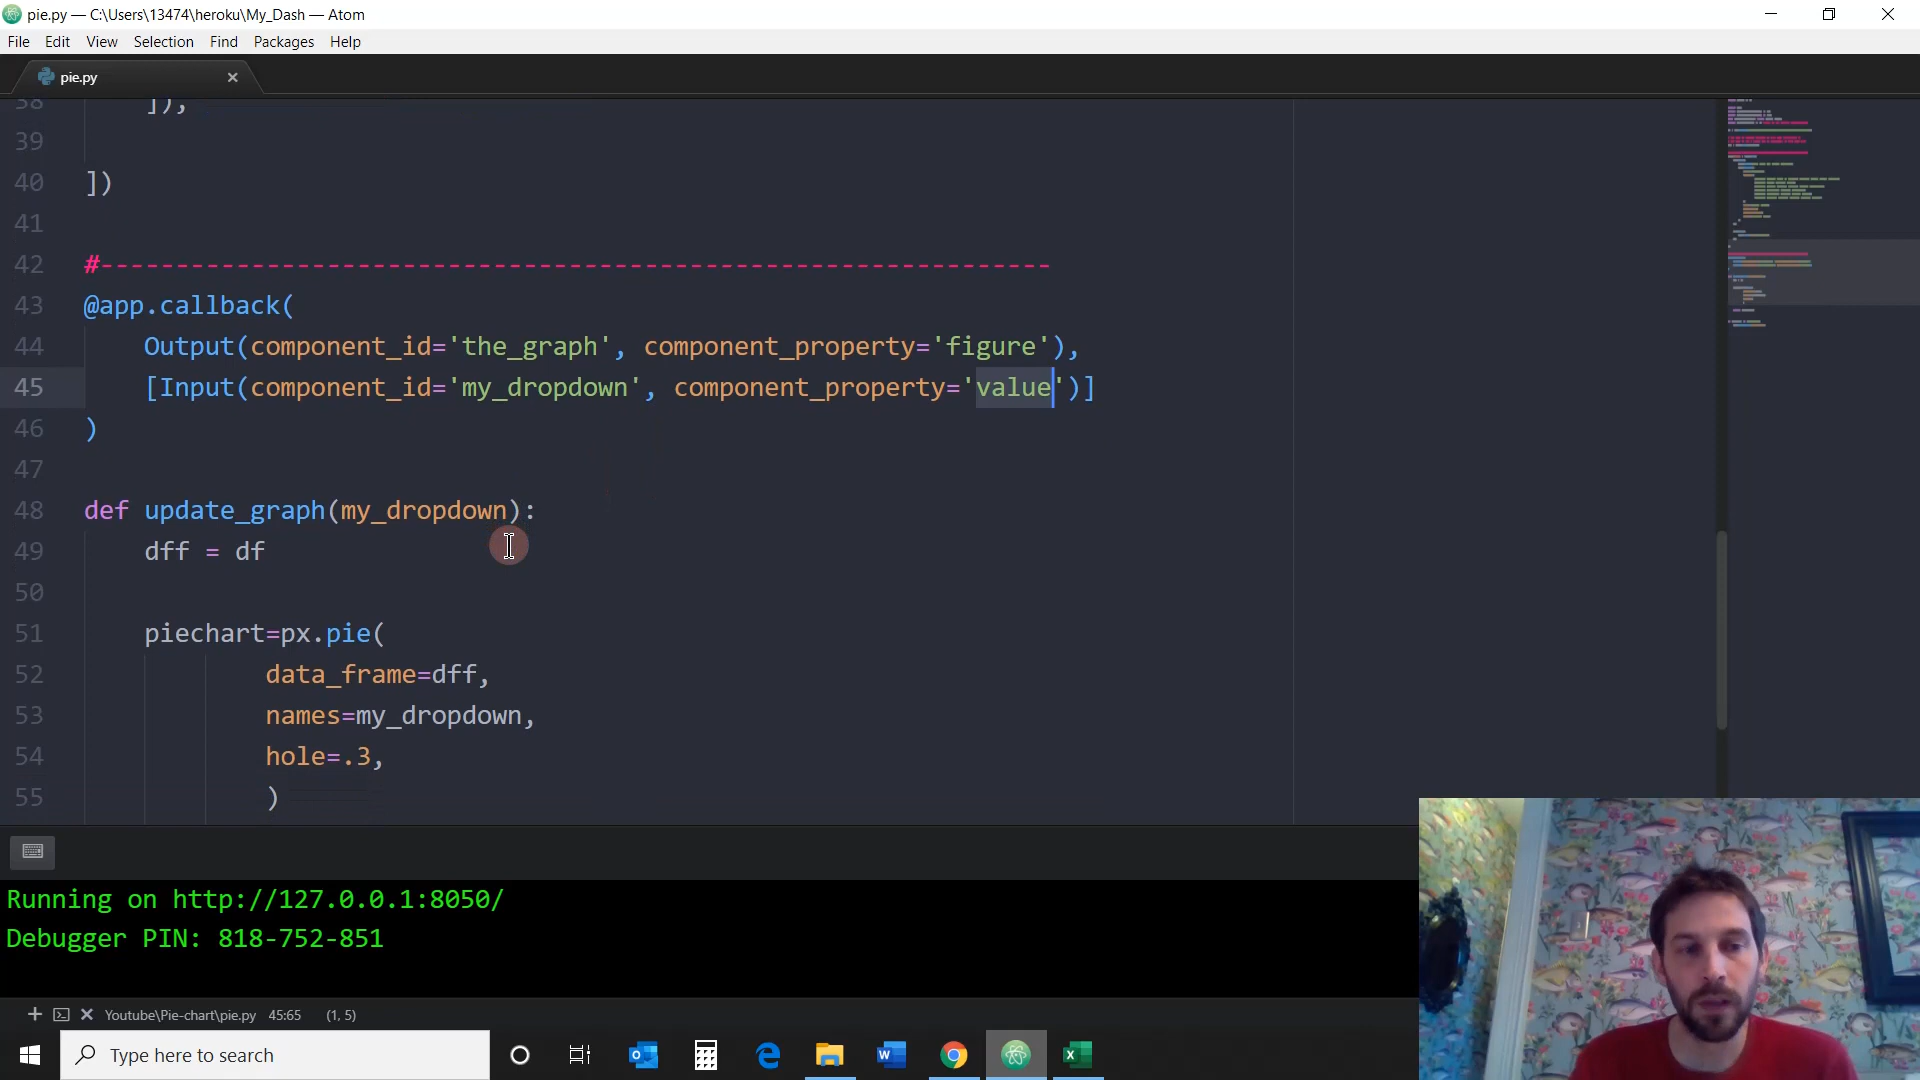 pie.py — C:\Users\13474\heroku\My_Dash — Atom
File Edit View Selection Find Packages Help
pie.py
38 ]),
39
40 ])
41
42 #---------------------------------------------------------------
43 @app.callback(
44 Output(component_id='the_graph', component_property='figure'),
45 [Input(component_id='my_dropdown', component_property='value')]
46 )
47
48 def update_graph(my_dropdown):
49 dff = df
50
51 piechart=px.pie(
52 data_frame=dff,
53 names=my_dropdown,
54 hole=.3,
55 )
Running on http://127.0.0.1:8050/
Debugger PIN: 818-752-851
Youtube\Pie-chart\pie.py 45:65 (1, 5)
Type here to search